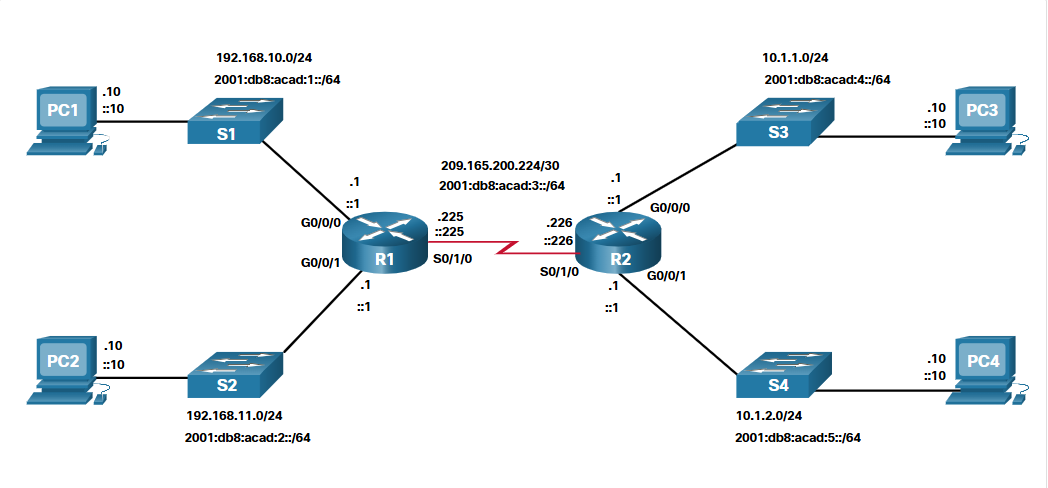 192.168.10.0/24
2001:db8:acad:1::/64
10.1.1.0/24
2001:db8:acad:4::/64
PC1
.10
::10
S1
S3
.10
::10
PC3
209.165.200.224/30
2001:db8:acad:3::/64
.1
::1
G0/0/0
.1
::1
G0/0/0
.225
::225
.226
::226
R1
S0/1/0
S0/1/0
R2
G0/0/1
G0/0/1
.1
::1
.1
::1
PC2
.10
::10
S2
S4
.10
::10
PC4
192.168.11.0/24
2001:db8:acad:2::/64
10.1.2.0/24
2001:db8:acad:5::/64